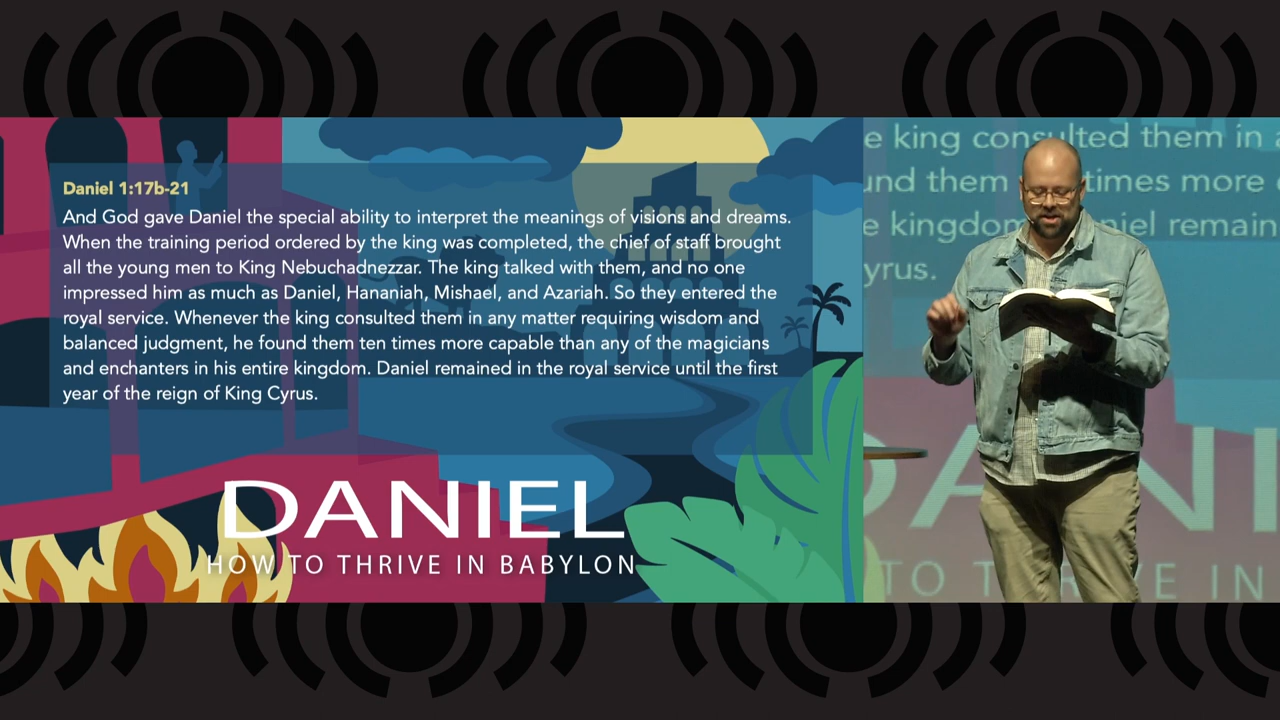 Daniel 1:17b-21
And God gave Daniel the special ability to interpret the meanings of visions and dreams.
When the training period ordered by the king was completed, the chief of staff brought
all the young men to King Nebuchadnezzar. The king talked with them, and no one
impressed him as much as Daniel, Hananiah, Mishael, and Azariah. So they entered the
royal service. Whenever the king consulted them in any matter requiring wisdom and
balanced judgment, he found them ten times more capable than any of the magicians
and enchanters in his entire kingdom. Daniel remained in the royal service until the first
year of the reign of King Cyrus.
DANIEL
HOW TO THRIVE IN BABYLON
e king consulted them in
und them times more
e kingdom niel remain
yrus.
DANI
TO T VE IN